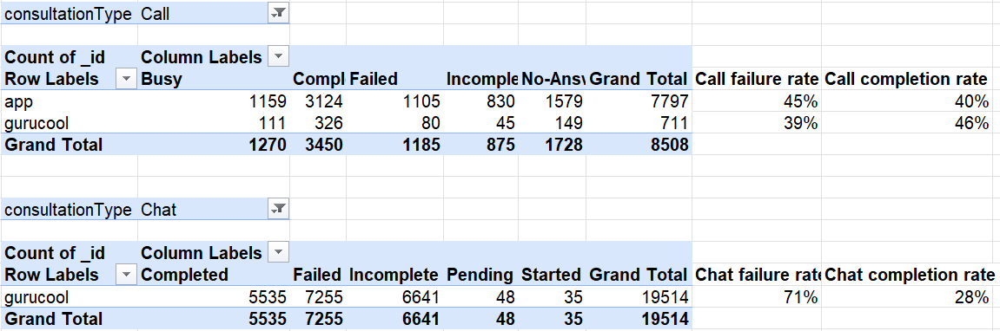 consultationType Call
Count of _id Column Labels
Row Labels Busy Compl Failed Incomple No-Ansv Grand Total Call failure rate Call completion rate
app 1159 3124 1105 830 1579 7797 45% 40%
gurucool 111 326 80 45 149 711 39% 46%
Grand Total 1270 3450 1185 875 1728 8508
consultationType Chat
Count of _id Column Labels
Row Labels Completed Failed Incomplete Pending Started Grand Total Chat failure rate Chat completion rate
gurucool 5535 7255 6641 48 35 19514 71% 28%
Grand Total 5535 7255 6641 48 35 19514